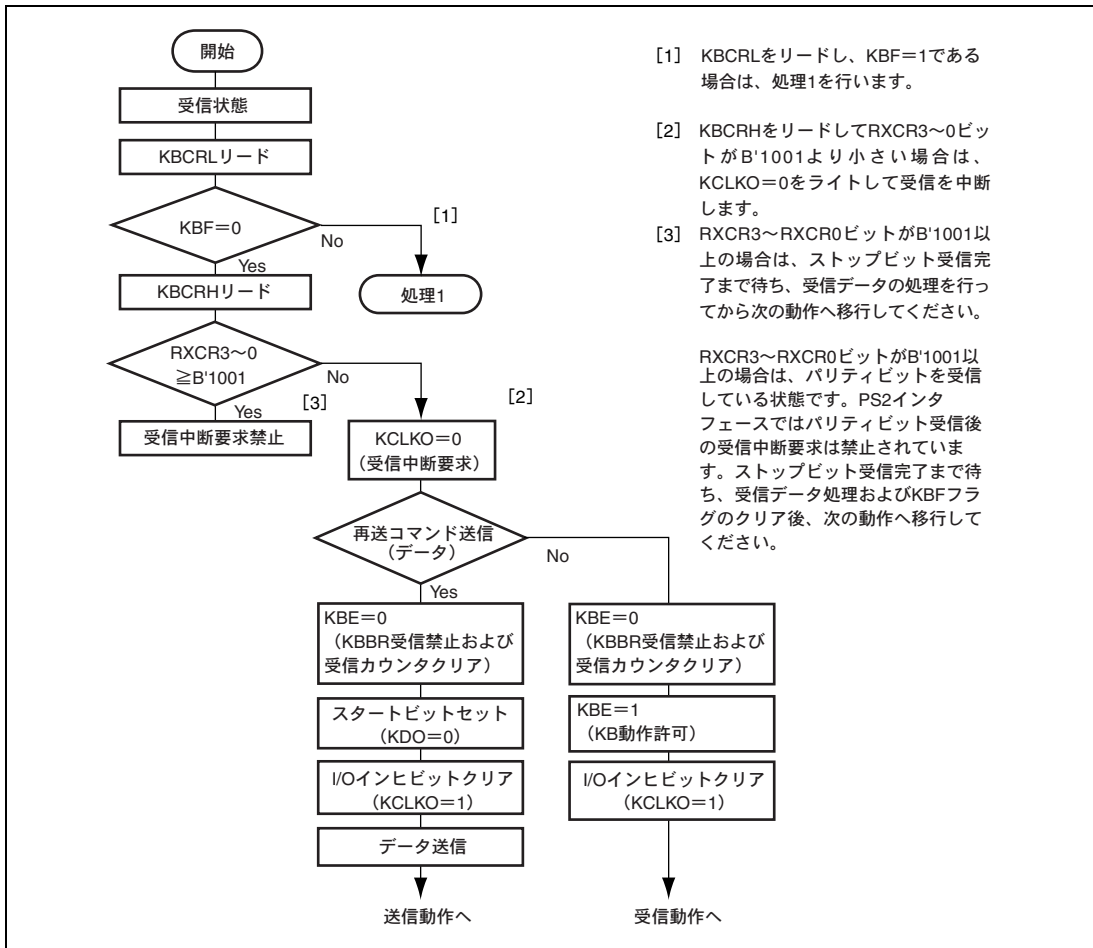 開始
受信状態
KBCRLリード
KBF=0
No
[1]
Yes
KBCRHリード
処理1
RXCR3～0
≧B'1001
No
Yes
[3]
[2]
受信中断要求禁止
KCLKO=0
（受信中断要求）
再送コマンド送信
（データ）
No
Yes
KBE=0
（KBBR受信禁止および
受信カウンタクリア）
スタートビットセット
（KDO=0）
I/Oインヒビットクリア
（KCLKO=1）
データ送信
送信動作へ
KBE=0
（KBBR受信禁止および
受信カウンタクリア）
KBE=1
（KB動作許可）
I/Oインヒビットクリア
（KCLKO=1）
受信動作へ
[1] KBCRLをリードし、KBF=1である
場合は、処理1を行います。
[2] KBCRHをリードしてRXCR3～0ビッ
トがB'1001より小さい場合は、
KCLKO=0をライトして受信を中断
します。
[3] RXCR3～RXCR0ビットがB'1001以
上の場合は、ストップビット受信完
了まで待ち、受信データの処理を行っ
てから次の動作へ移行してください。
RXCR3～RXCR0ビットがB'1001以
上の場合は、パリティビットを受信
している状態です。PS2インタ
フェースではパリティビット受信後
の受信中断要求は禁止されていま
す。ストップビット受信完了まで待
ち、受信データ処理およびKBFフラ
グのクリア後、次の動作へ移行して
ください。